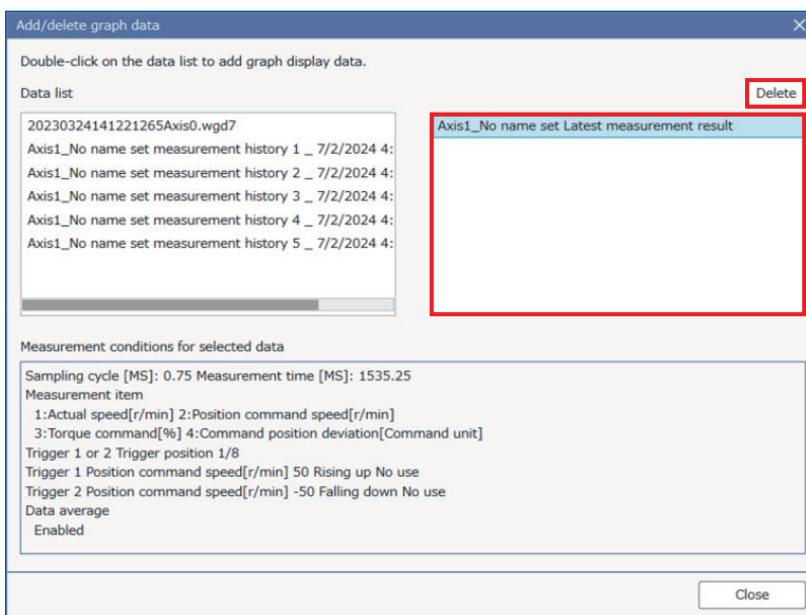 Add/delete graph data
Double-click on the data list to add graph display data.
Data list
Delete
20230324141221265Axis0.wgd7
Axis1_No name set measurement history 1 _ 7/2/2024 4:
Axis1_No name set measurement history 2 _ 7/2/2024 4:
Axis1_No name set measurement history 3 _ 7/2/2024 4:
Axis1_No name set measurement history 4 _ 7/2/2024 4:
Axis1_No name set measurement history 5 _ 7/2/2024 4:
Axis1_No name set Latest measurement result
Measurement conditions for selected data
Sampling cycle [MS]: 0.75 Measurement time [MS]: 1535.25
Measurement item
1:Actual speed[r/min] 2:Position command speed[r/min]
3:Torque command[%] 4:Command position deviation[Command unit]
Trigger 1 or 2 Trigger position 1/8
Trigger 1 Position command speed[r/min] 50 Rising up No use
Trigger 2 Position command speed[r/min] -50 Falling down No use
Data average
Enabled
Close